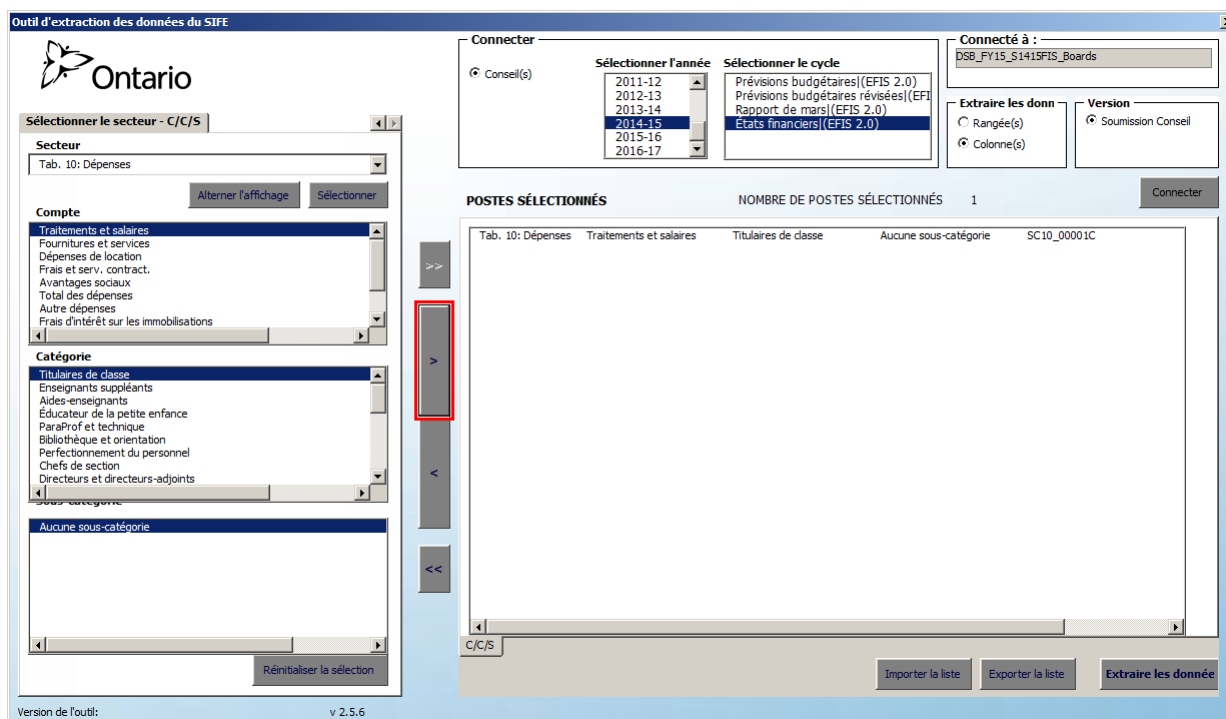 Outil d'extraction des données du SIFE
Ontario
Sélectionner le secteur - C/C/S
Secteur
Tab. 10: Dépenses
Alterner l'affichage
Sélectionner
Compte
Traitements et salaires
Fournitures et services
Dépenses de location
Frais et serv. contract.
Avantages sociaux
Total des dépenses
Autre dépenses
Frais d'intérêt sur les immobilisations
Catégorie
Titulaires de classe
Enseignants suppléants
Aides-enseignants
Éducateur de la petite enfance
ParaProf et technique
Bibliothèque et orientation
Perfectionnement du personnel
Chefs de section
Directeurs et directeurs-adjoints
Sous-catégorie
Aucune sous-catégorie
Réinitialiser la sélection
Version de l'outil: v 2.5.6
>>
>
<
<<
Connecter
Conseil(s)
Sélectionner l'année
2011-12
2012-13
2013-14
2014-15
2015-16
2016-17
Sélectionner le cycle
Prévisions budgétaires|(EFIS 2.0)
Prévisions budgétaires révisées|(EFI
Rapport de mars|(EFIS 2.0)
États financiers|(EFIS 2.0)
Connecté à :
DSB_FY15_S1415FIS_Boards
Extraire les donn
Rangée(s)
Colonne(s)
Version
Soumission Conseil
Connecter
POSTES SÉLECTIONNÉS NOMBRE DE POSTES SÉLECTIONNÉS 1
Tab. 10: Dépenses Traitements et salaires Titulaires de classe Aucune sous-catégorie SC10_00001C
C/C/S
Importer la liste
Exporter la liste
Extraire les donnée